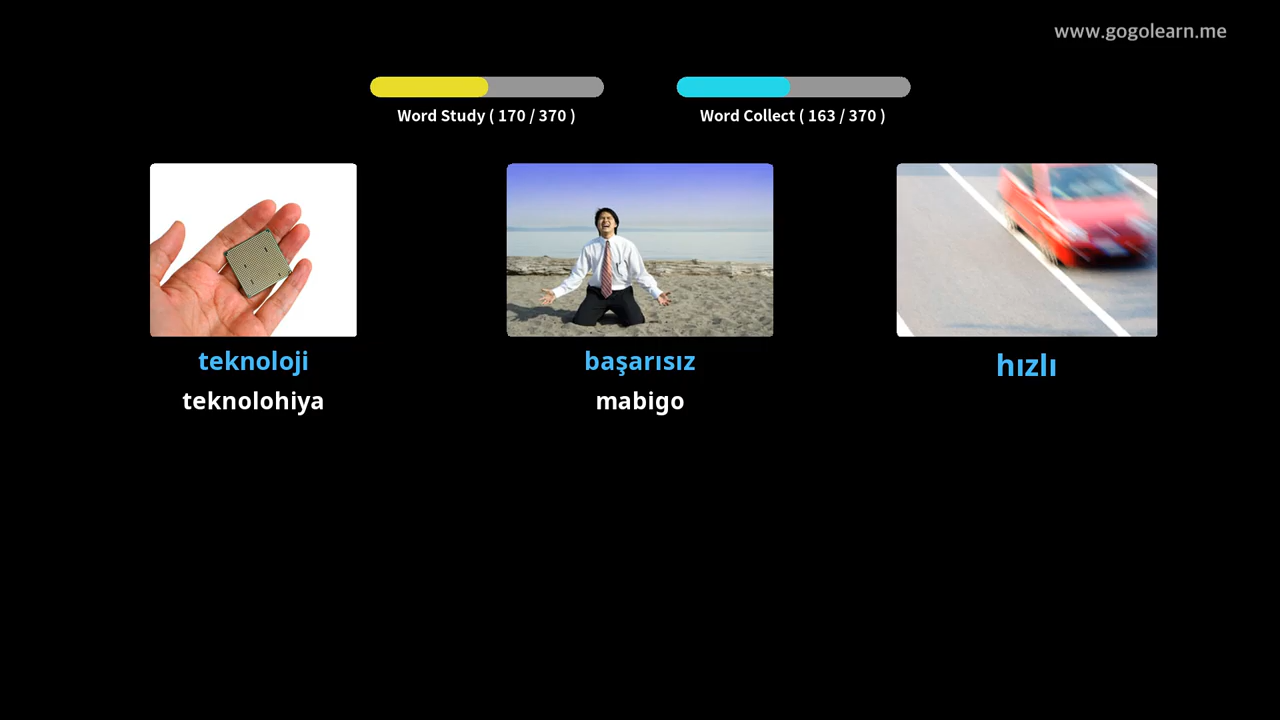 www.gogolearn.me
Word Study ( 170 / 370 )
Word Collect ( 163 / 370 )
teknoloji
teknolohiya
başarısız
mabigo
hızlı